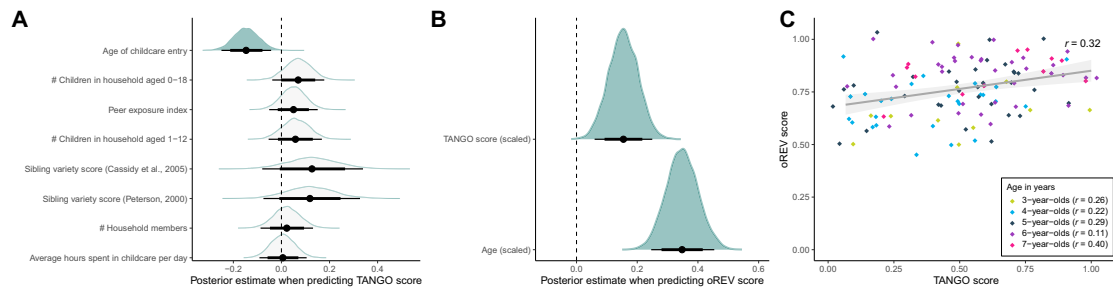 A
Age of childcare entry
# Children in household aged 0−18
Peer exposure index
# Children in household aged 1−12
Sibling variety score (Cassidy et al., 2005)
Sibling variety score (Peterson, 2000)
# Household members
Average hours spent in childcare per day
−0.2 0.0 0.2 0.4
Posterior estimate when predicting TANGO score
B
TANGO score (scaled)
Age (scaled)
0.0 0.2 0.4 0.6
Posterior estimate when predicting oREV score
C
r = 0.32
1.00
0.75
0.50
0.25
0.00
oREV score
Age in years
3−year−olds (r = 0.26)
4−year−olds (r = 0.22)
5−year−olds (r = 0.29)
6−year−olds (r = 0.11)
7−year−olds (r = 0.40)
0.00 0.25 0.50 0.75 1.00
TANGO score